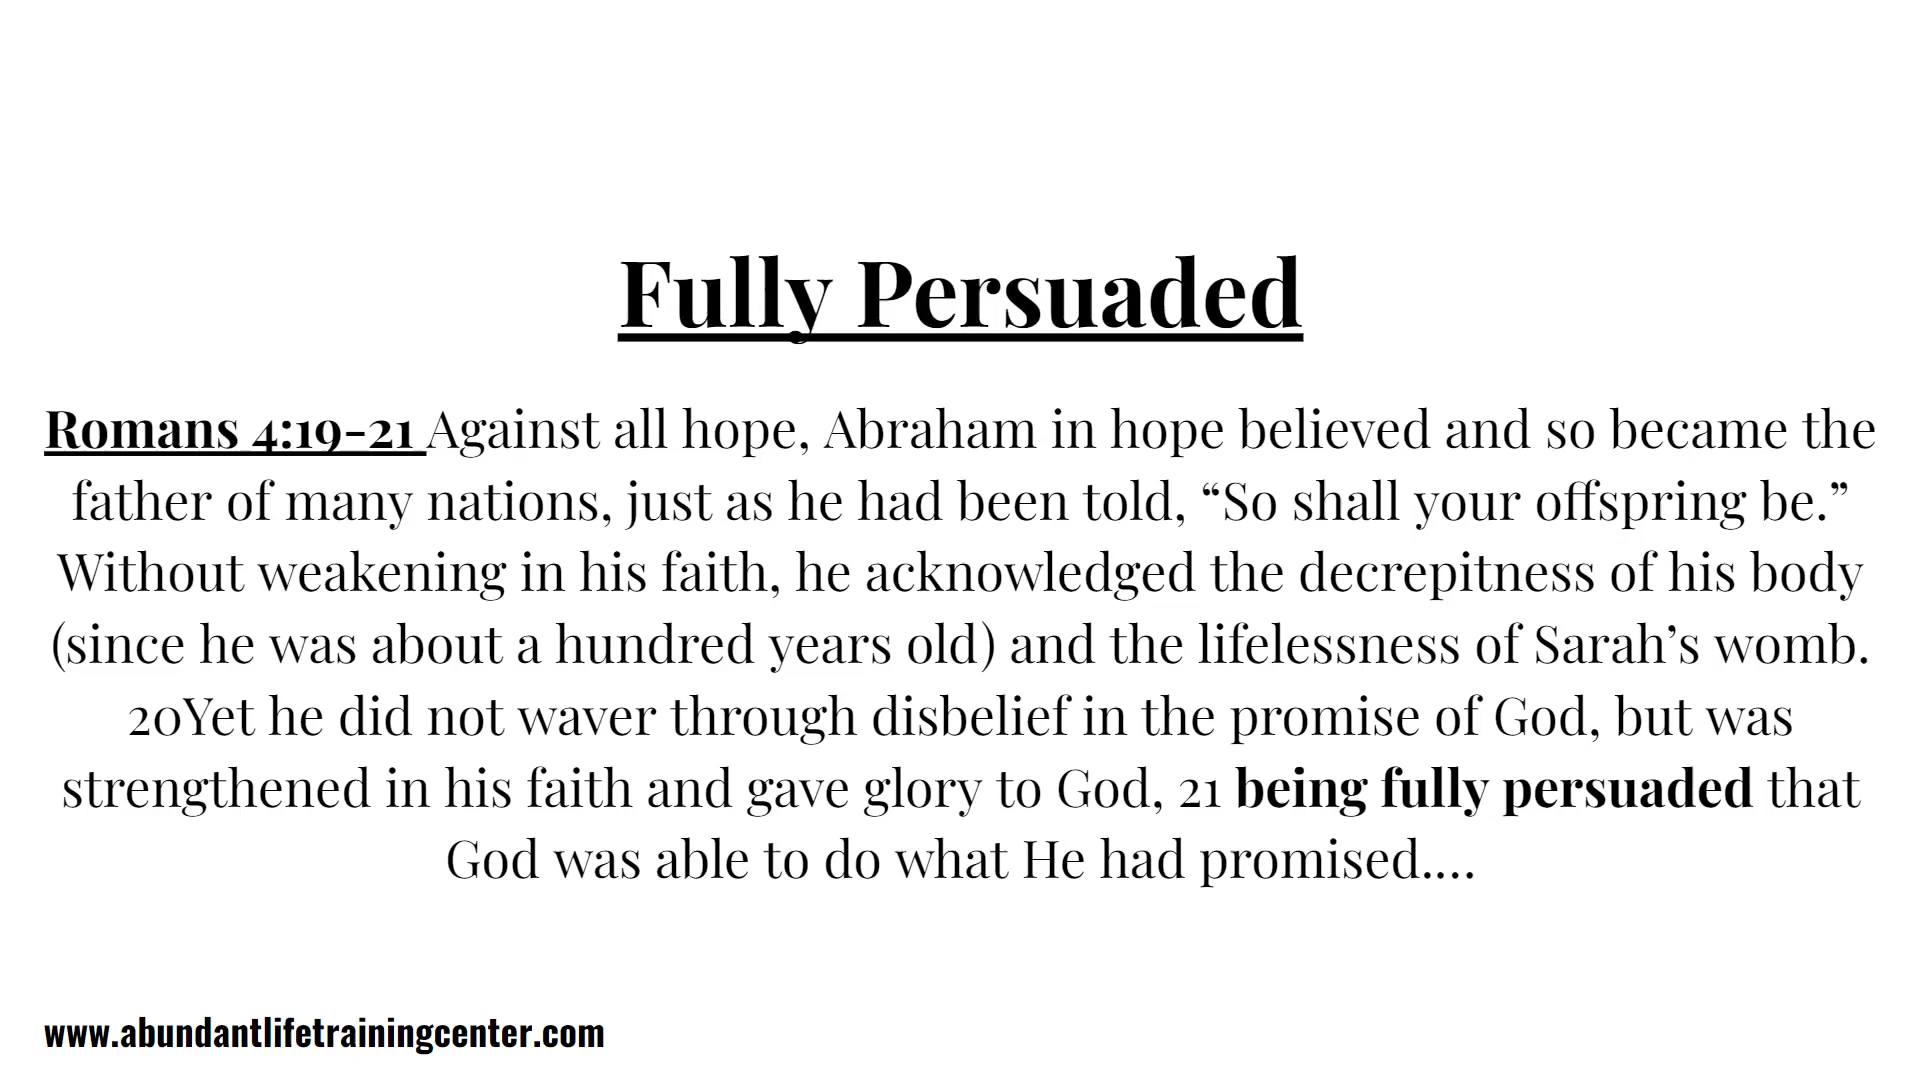 Fully Persuaded
Romans 4:19-21 Against all hope, Abraham in hope believed and so became the
father of many nations, just as he had been told, “So shall your offspring be.”
Without weakening in his faith, he acknowledged the decrepitness of his body
(since he was about a hundred years old) and the lifelessness of Sarah’s womb.
20Yet he did not waver through disbelief in the promise of God, but was
strengthened in his faith and gave glory to God, 21 being fully persuaded that
God was able to do what He had promised....
www.abundantlifetrainingcenter.com